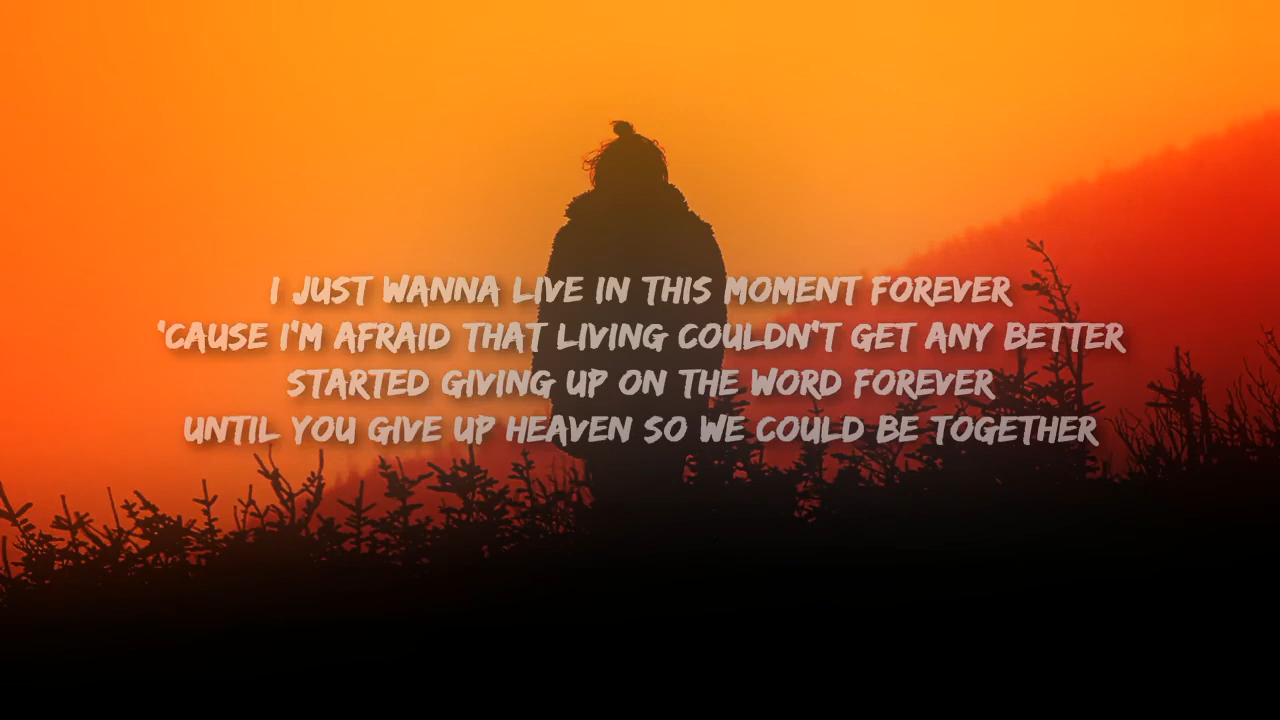 I JUST WANNA LIVE IN THIS MOMENT FOREVER
'CAUSE I'M AFRAID THAT LIVING COULDN'T GET ANY BETTER
STARTED GIVING UP ON THE WORD FOREVER
UNTIL YOU GIVE UP HEAVEN SO WE COULD BE TOGETHER